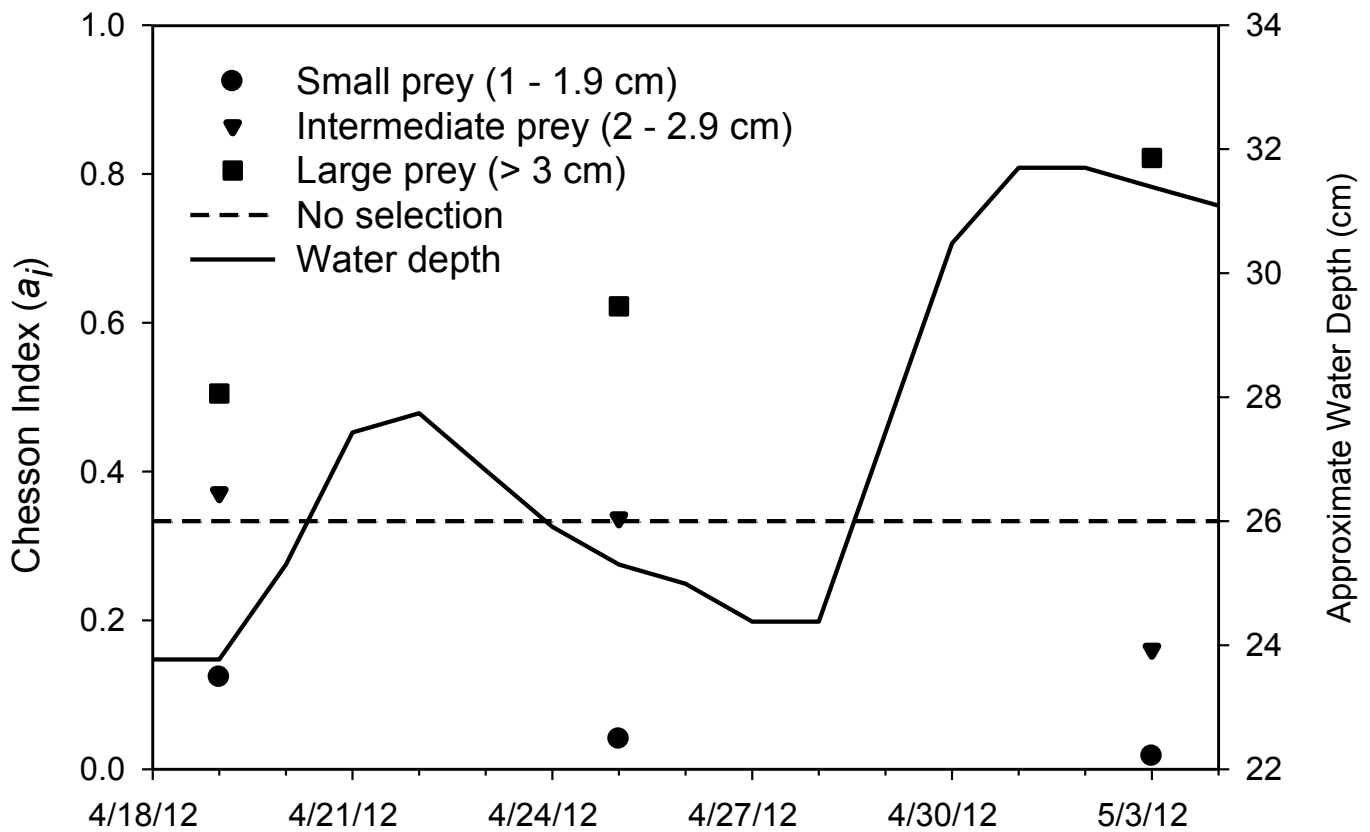 1.0
0.8
0.6
0.4
0.2
0.0
Chesson Index (ai)
Small prey (1 - 1.9 cm)
Intermediate prey (2 - 2.9 cm)
Large prey (> 3 cm)
No selection
Water depth
34
32
30
28
26
24
22
Approximate Water Depth (cm)
4/18/12 4/21/12 4/24/12 4/27/12 4/30/12 5/3/12